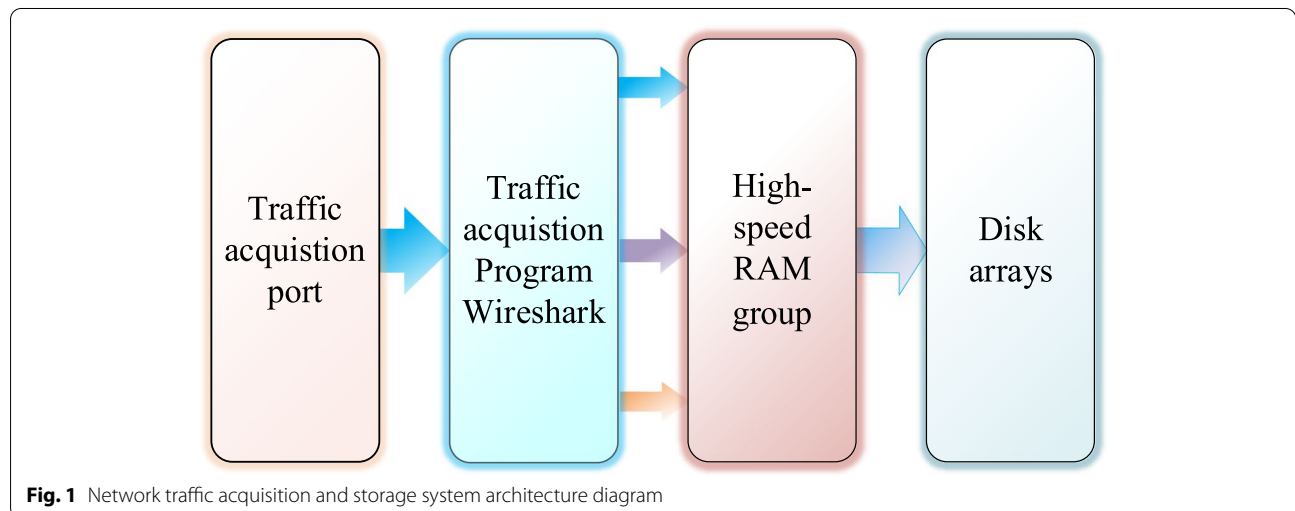 Traffic
acquistion
port
Traffic
acquistion
Program
Wireshark
High-
speed
RAM
group
Disk
arrays
Fig. 1 Network traffic acquisition and storage system architecture diagram